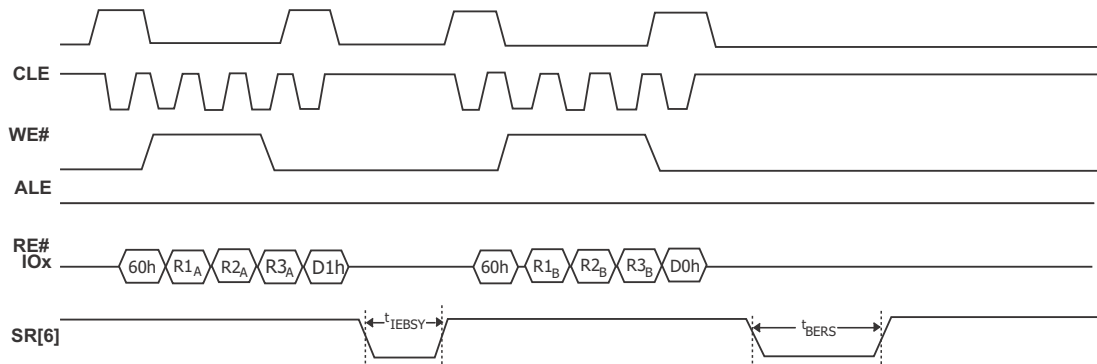 CLE
WE#
ALE
RE#
IOx
60h R1A R2A R3A D1h 60h R1B R2B R3B D0h
SR[6]
tIEBSY
tBERS